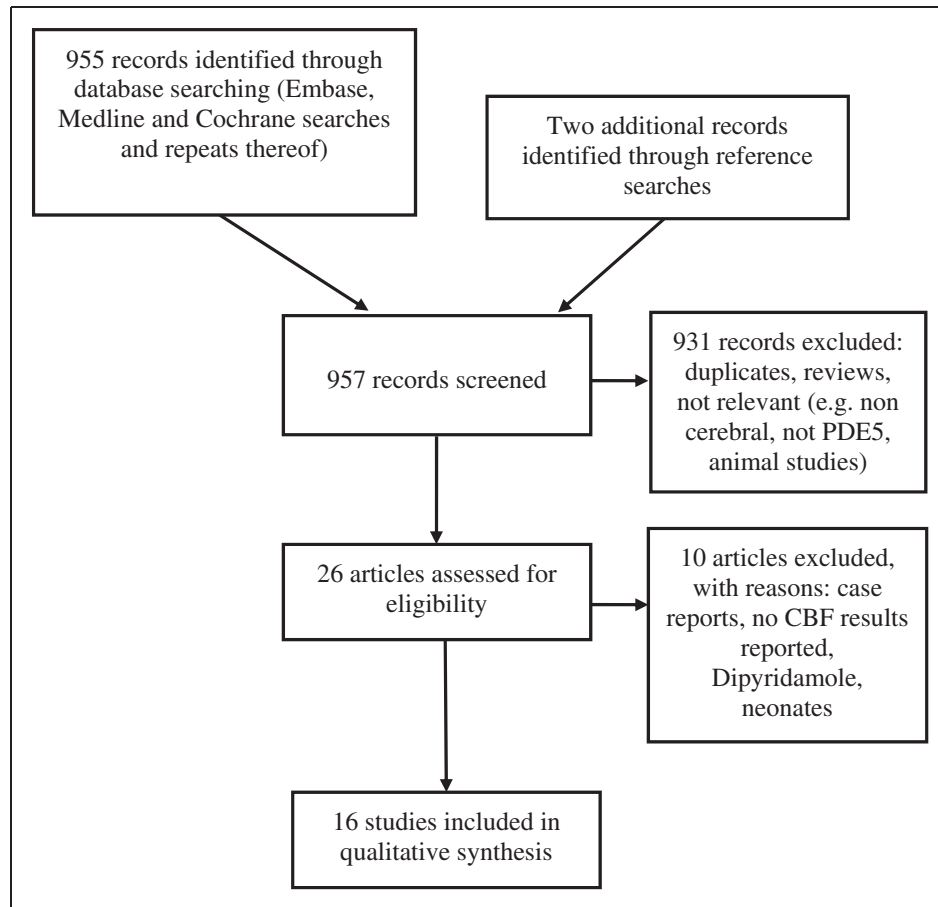 955 records identified through
database searching (Embase,
Medline and Cochrane searches
and repeats thereof)
Two additional records
identified through reference
searches
957 records screened
931 records excluded:
duplicates, reviews,
not relevant (e.g. non
cerebral, not PDE5,
animal studies)
26 articles assessed for
eligibility
10 articles excluded,
with reasons: case
reports, no CBF results
reported,
Dipyridamole,
neonates
16 studies included in
qualitative synthesis